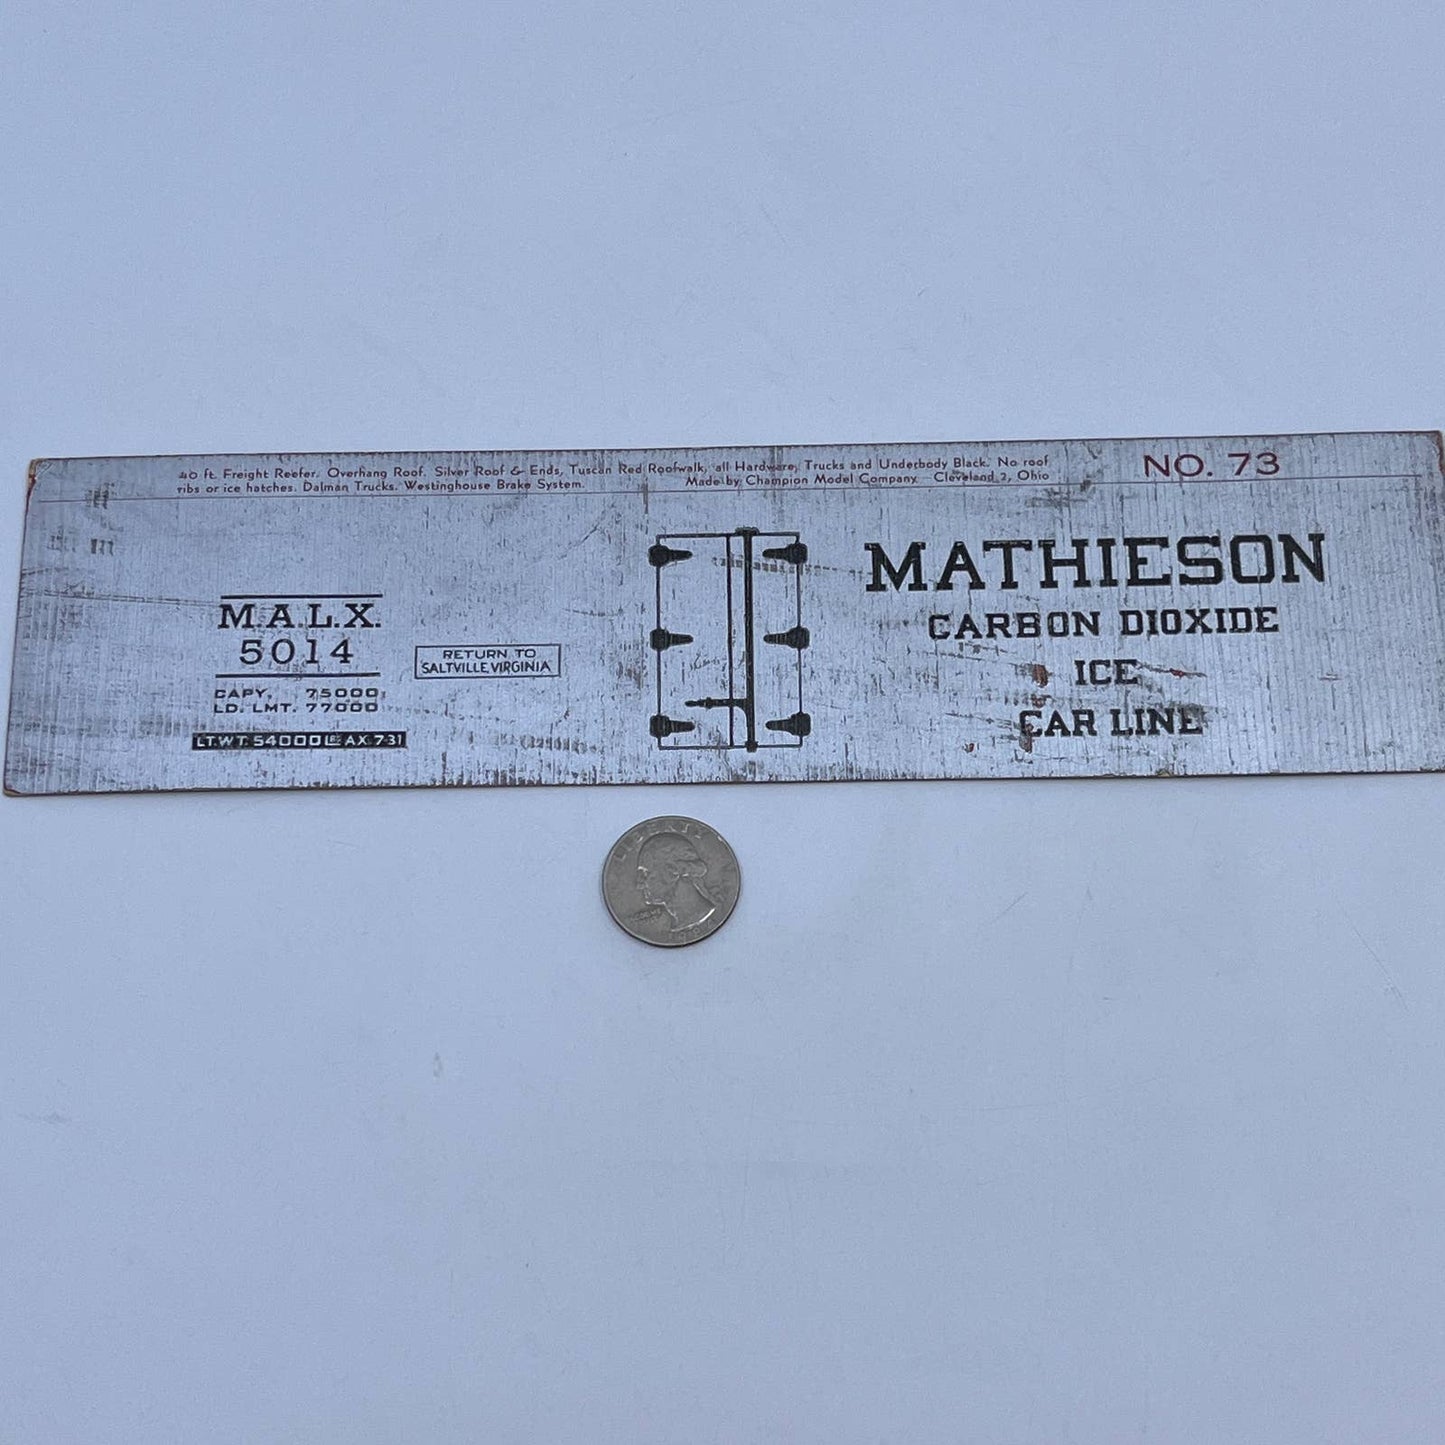 40 ft. Freight Reefer. Overhang Roof. Silver Roof & Ends, Tuscan Red Roofwalk, all Hardware, Trucks and Underbody Black. No roof
ribs or ice hatches. Dalman Trucks. Westinghouse Brake System. Made by Champion Model Company Cleveland 2, Ohio
NO. 73
M.A.L.X.
5014
CAPY. 75000
LD. LMT. 77000
LT.WT. 54000 LB AX 7-31
RETURN TO
SALTVILLE, VIRGINIA
MATHIESON
CARBON DIOXIDE
ICE
CAR LINE
LIBERTY